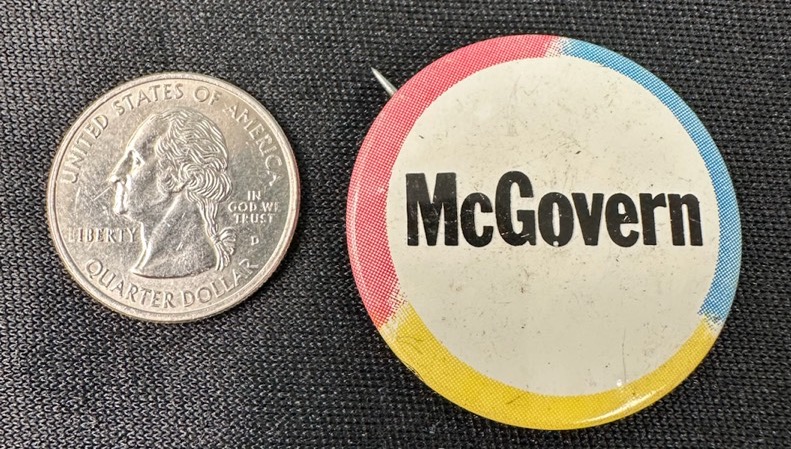 UNITED STATES OF AMERICA
LIBERTY
IN
GOD WE
TRUST
D
QUARTER DOLLAR
McGovern